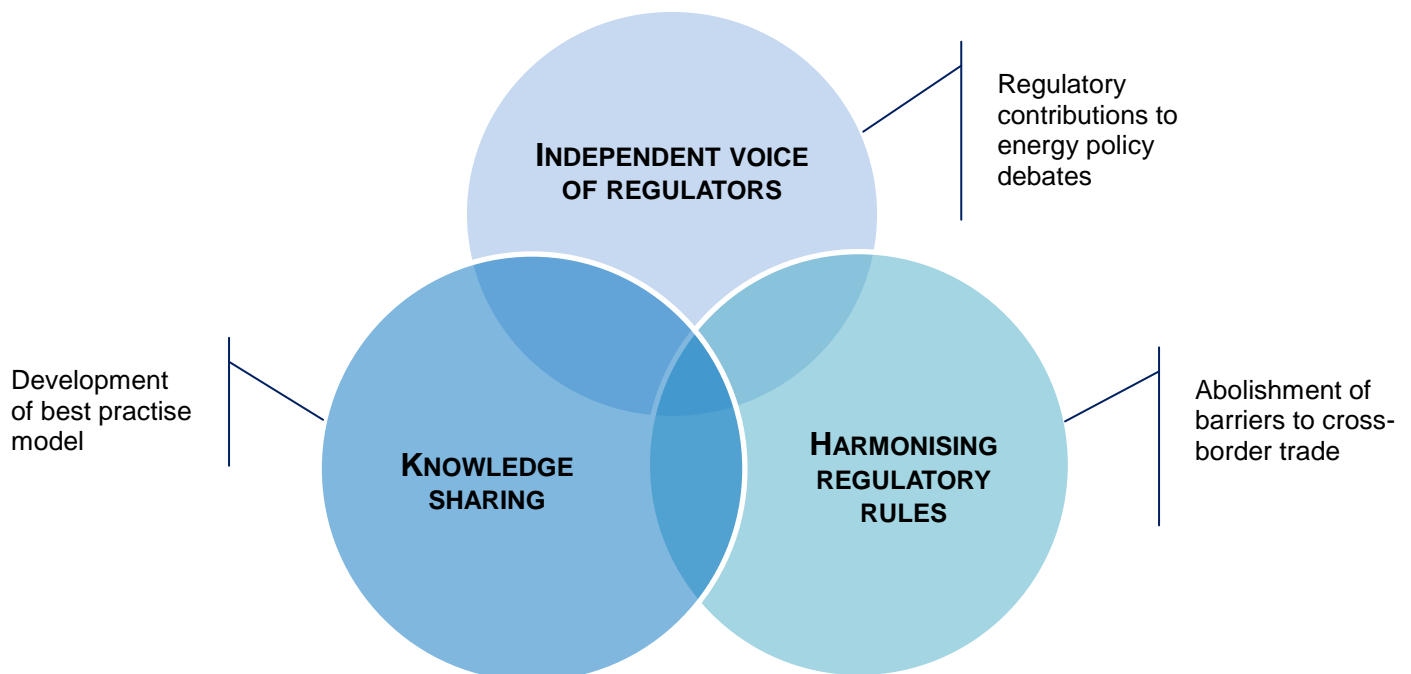 INDEPENDENT VOICE
OF REGULATORS
Regulatory
contributions to
energy policy
debates
Development
of best practise
model
KNOWLEDGE
SHARING
HARMONISING
REGULATORY
RULES
Abolishment of
barriers to cross-
border trade